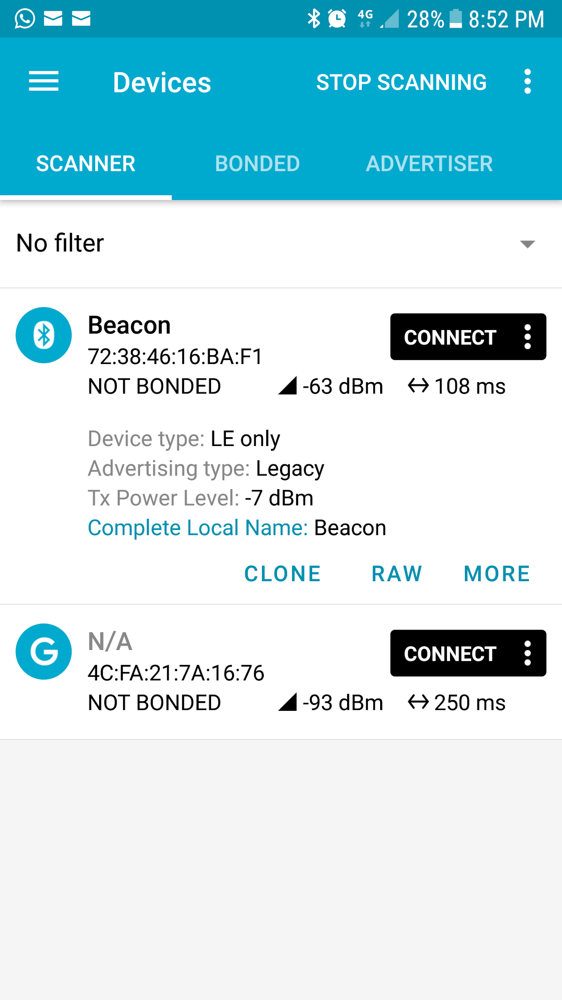 4G 28% 8:52 PM
Devices STOP SCANNING
SCANNER BONDED ADVERTISER
No filter
Beacon CONNECT
72:38:46:16:BA:F1
NOT BONDED -63 dBm 108 ms
Device type: LE only
Advertising type: Legacy
Tx Power Level: -7 dBm
Complete Local Name: Beacon
CLONE RAW MORE
G N/A CONNECT
4C:FA:21:7A:16:76
NOT BONDED -93 dBm 250 ms